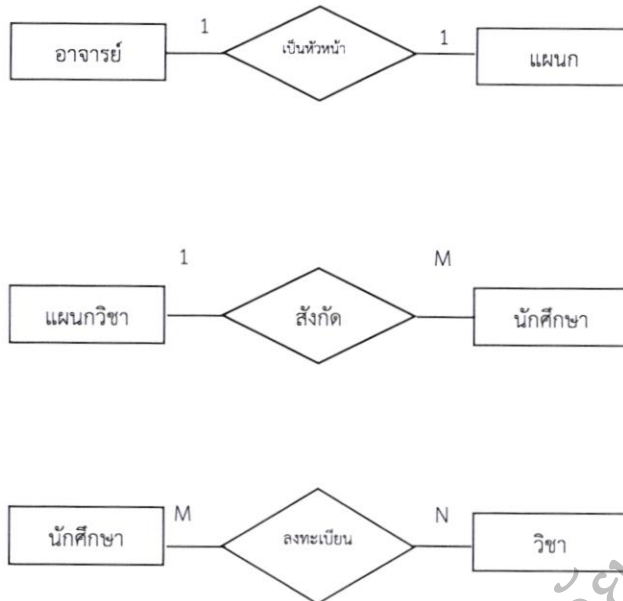 อาจารย์ 1 เป็นหัวหน้า 1 แผนก
1 M
แผนกวิชา สังกัด นักศึกษา
M N
นักศึกษา ลงทะเบียน วิชา